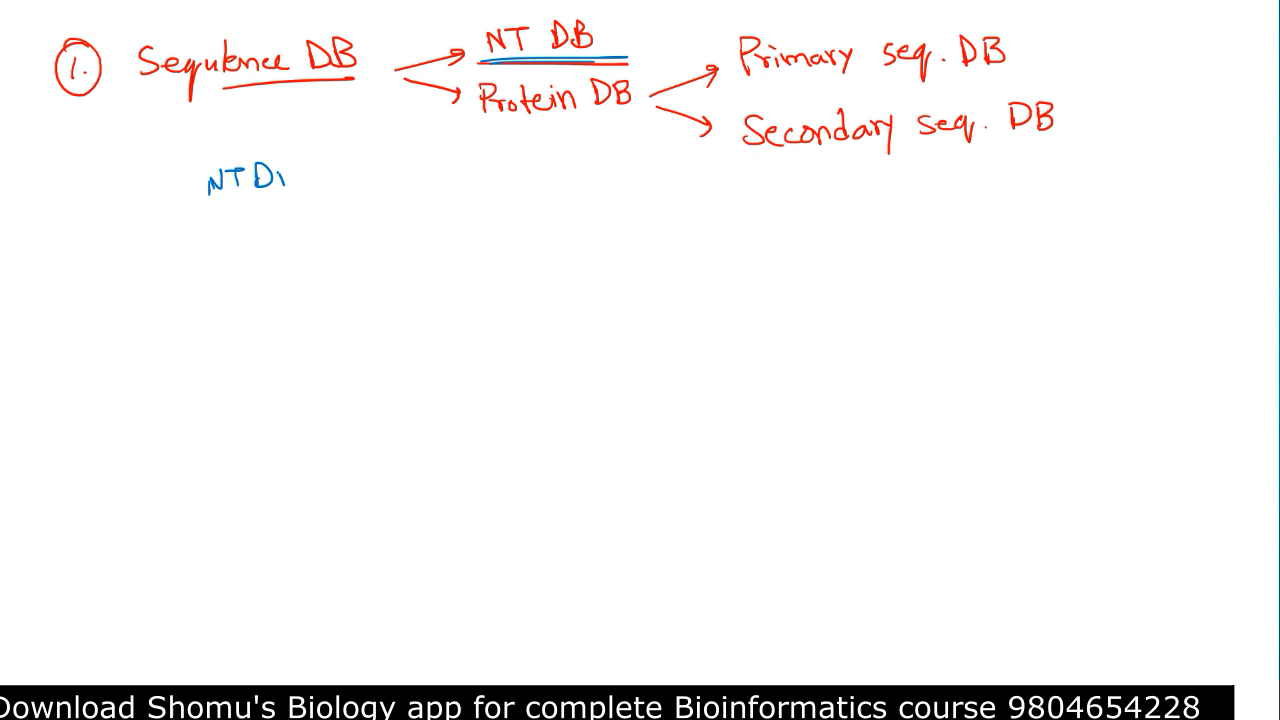 1. Sequence DB → NT DB
→ Protein DB → Primary seq. DB
→ Secondary seq. DB
NT D
Download Shomu's Biology app for complete Bioinformatics course 9804654228